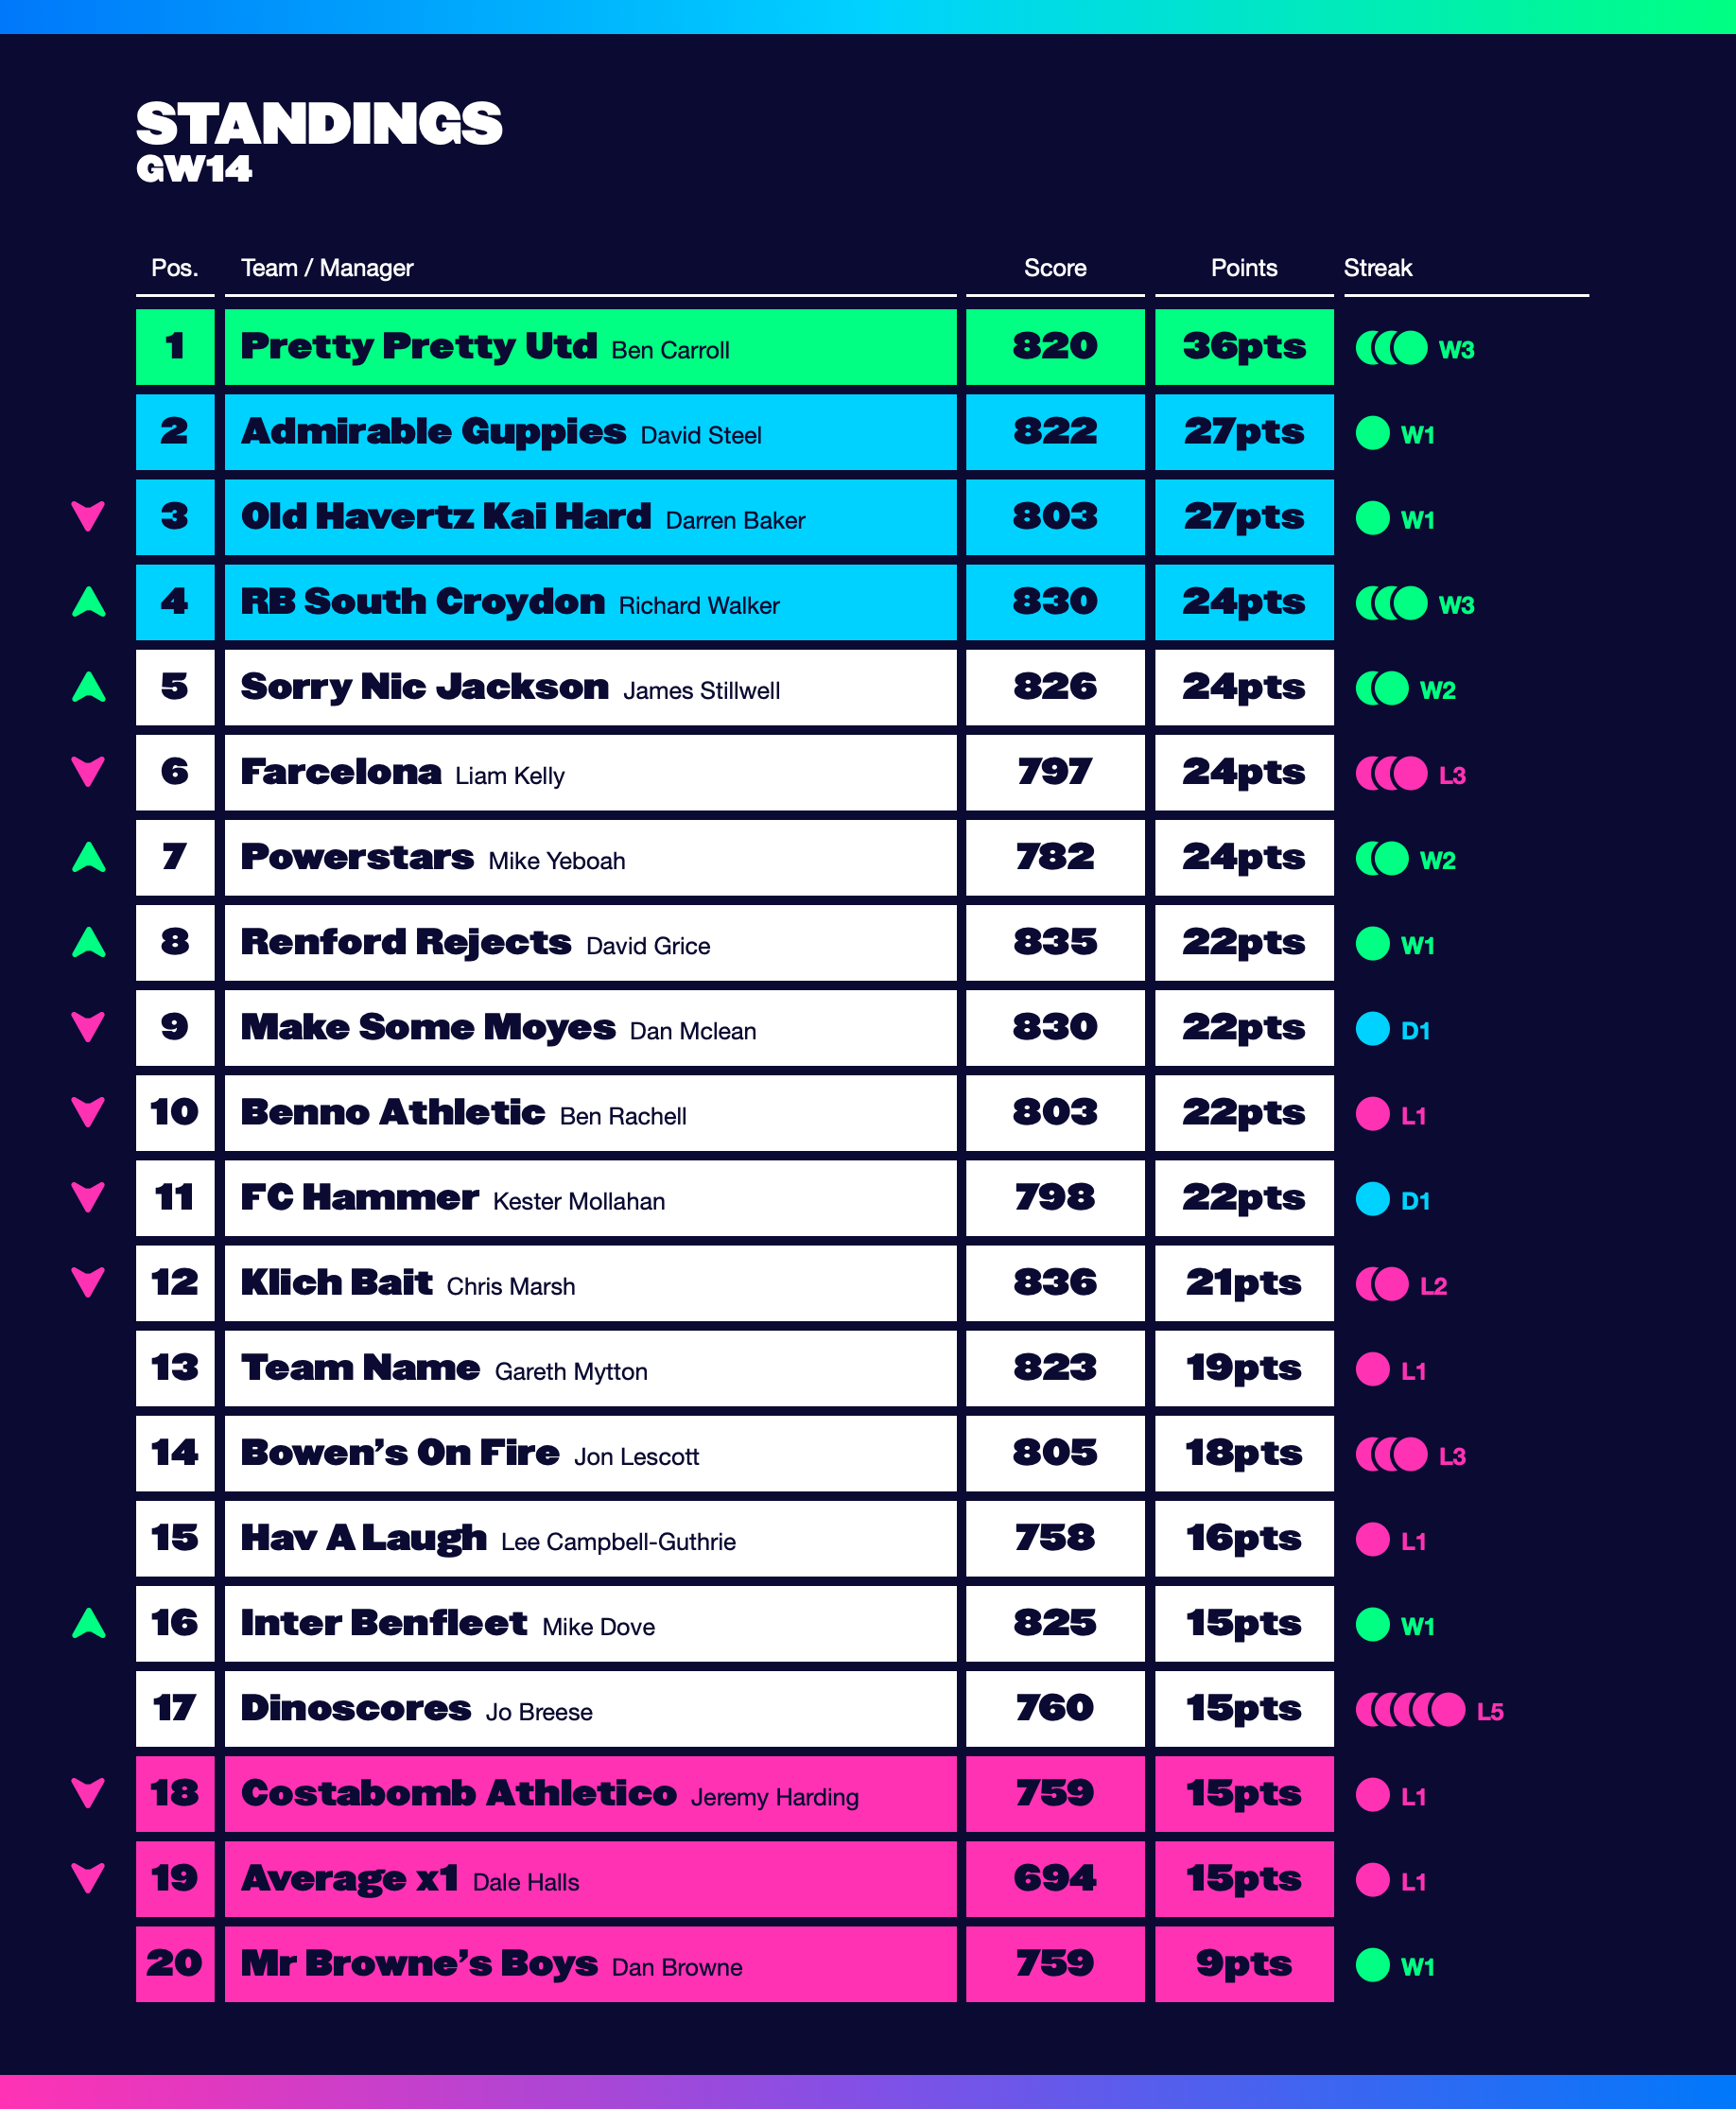 STANDINGS
GW14
Pos. Team / Manager Score Points Streak
1 Pretty Pretty Utd Ben Carroll 820 36pts W3
2 Admirable Guppies David Steel 822 27pts W1
3 Old Havertz Kai Hard Darren Baker 803 27pts W1
4 RB South Croydon Richard Walker 830 24pts W3
5 Sorry Nic Jackson James Stillwell 826 24pts W2
6 Farcelona Liam Kelly 797 24pts L3
7 Powerstars Mike Yeboah 782 24pts W2
8 Renford Rejects David Grice 835 22pts W1
9 Make Some Moyes Dan Mclean 830 22pts D1
10 Benno Athletic Ben Rachell 803 22pts L1
11 FC Hammer Kester Mollahan 798 22pts D1
12 Klich Bait Chris Marsh 836 21pts L2
13 Team Name Gareth Mytton 823 19pts L1
14 Bowen’s On Fire Jon Lescott 805 18pts L3
15 Hav A Laugh Lee Campbell-Guthrie 758 16pts L1
16 Inter Benfleet Mike Dove 825 15pts W1
17 Dinoscores Jo Breese 760 15pts L5
18 Costabomb Athletico Jeremy Harding 759 15pts L1
19 Average x1 Dale Halls 694 15pts L1
20 Mr Browne’s Boys Dan Browne 759 9pts W1